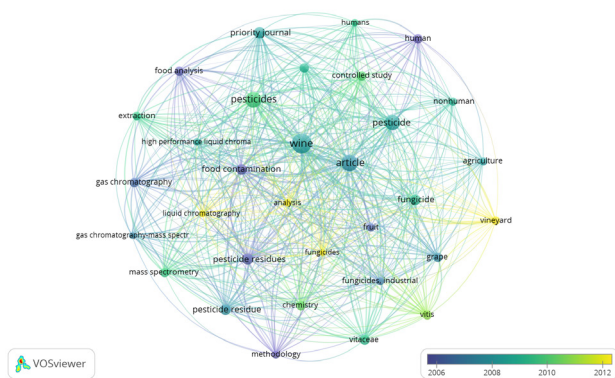 humans
priority journal
human
food analysis
controlled study
pesticides
nonhuman
extraction
pesticide
high performance liquid chroma
wine
article
agriculture
food contamination
gas chromatography
analysis
fungicide
liquid chromatography
vineyard
fruit
gas chromatography-mass spectr
fungicides
grape
pesticide residues
mass spectrometry
fungicides, industrial
chemistry
pesticide residue
vitis
vitaceae
methodology
VOSviewer
2006 2008 2010 2012